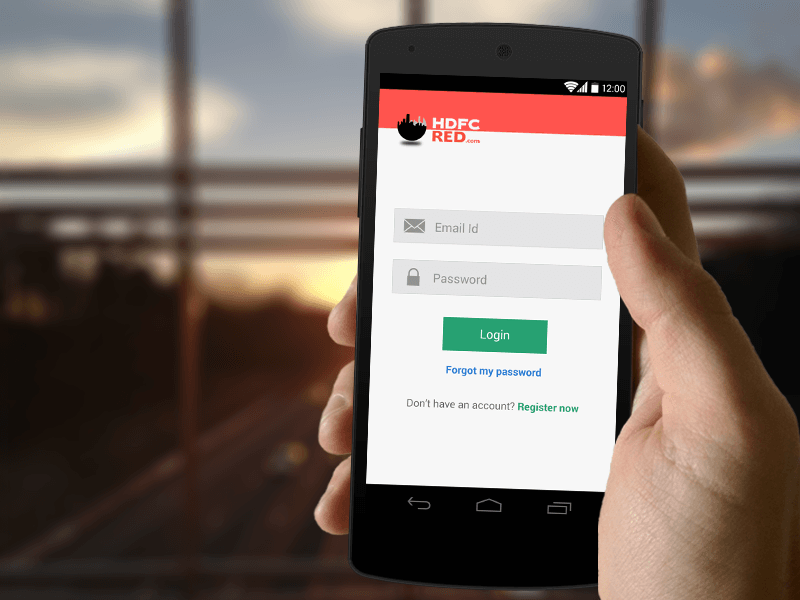 12:00
HDFC
RED.com
Email Id
Password
Login
Forgot my password
Don't have an account? Register now